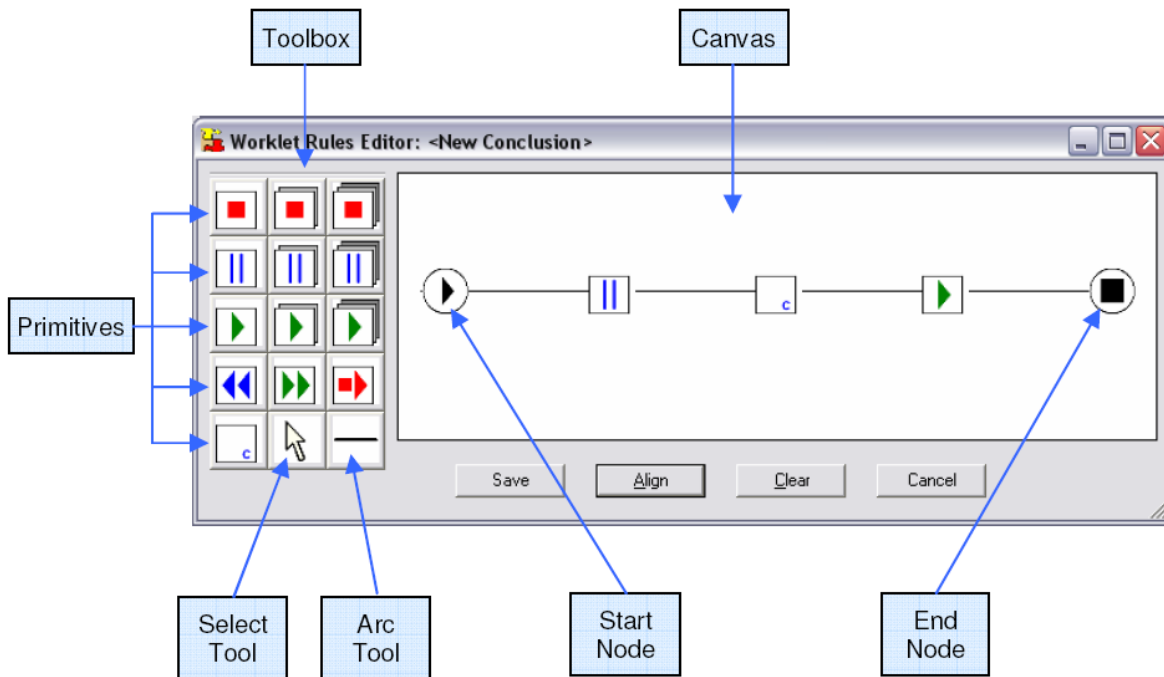 Toolbox
Canvas
Worklet Rules Editor: <New Conclusion>
Primitives
c
c
Save
Align
Clear
Cancel
Select
Tool
Arc
Tool
Start
Node
End
Node